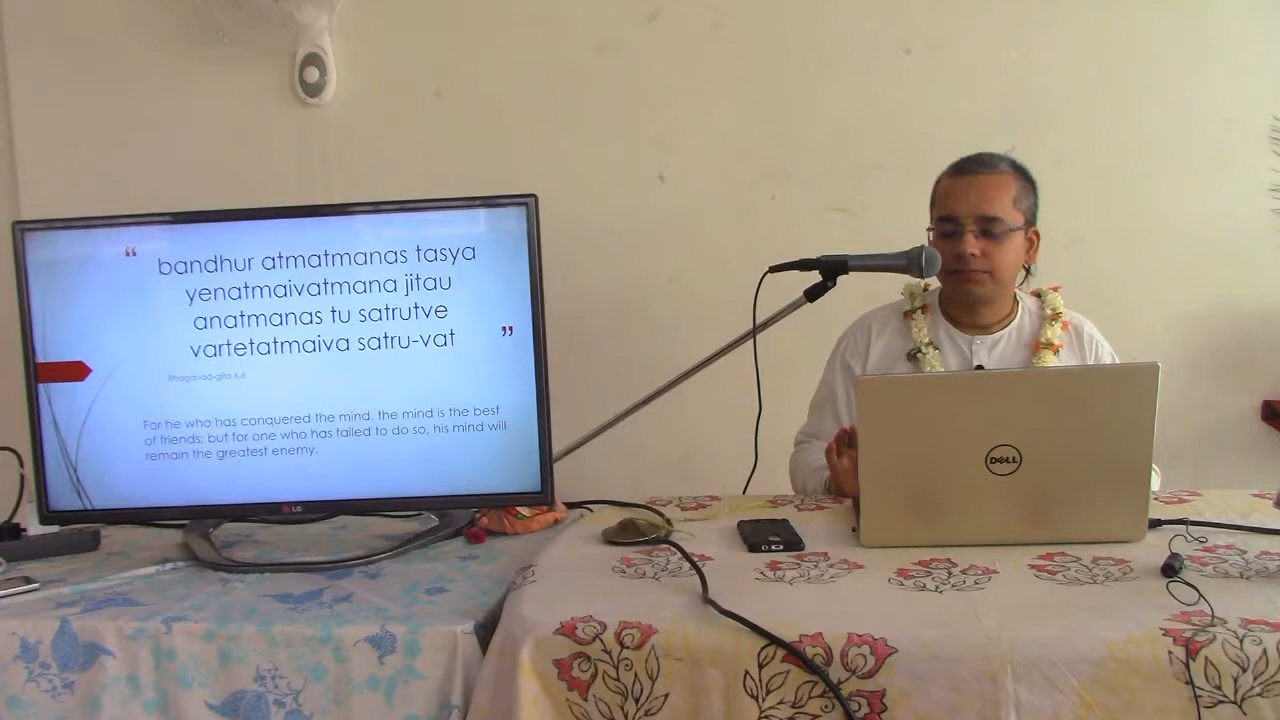 “ bandhur atmatmanas tasya
yenatmaivatmana jitau
anatmanas tu satrutve
vartetatmaiva satru-vat ”
Bhagavad-gita 6.6
For he who has conquered the mind, the mind is the best
of friends; but for one who has failed to do so, his mind will
remain the greatest enemy.
LG
DELL